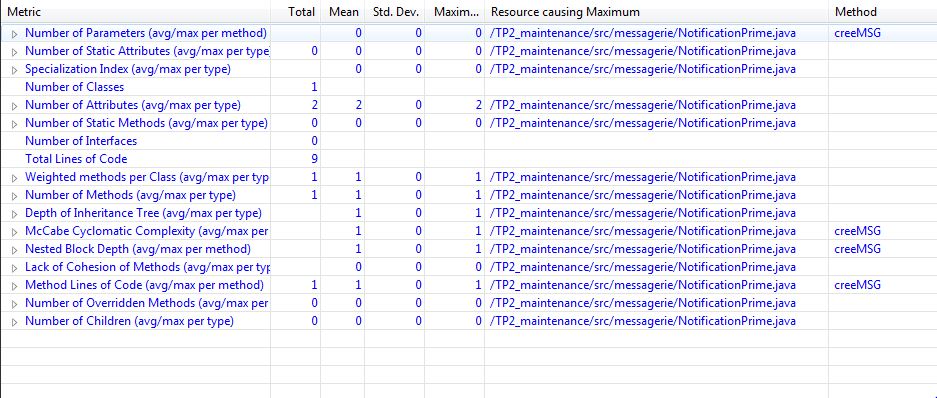 Metric Total Mean Std. Dev. Maxim... Resource causing Maximum Method
Number of Parameters (avg/max per method) 0 0 0 /TP2_maintenance/src/messagerie/NotificationPrime.java creeMSG
Number of Static Attributes (avg/max per type 0 0 0 0 /TP2_maintenance/src/messagerie/NotificationPrime.java
Specialization Index (avg/max per type) 0 0 0 /TP2_maintenance/src/messagerie/NotificationPrime.java
Number of Classes 1
Number of Attributes (avg/max per type) 2 2 0 2 /TP2_maintenance/src/messagerie/NotificationPrime.java
Number of Static Methods (avg/max per type) 0 0 0 0 /TP2_maintenance/src/messagerie/NotificationPrime.java
Number of Interfaces 0
Total Lines of Code 9
Weighted methods per Class (avg/max per typ 1 1 0 1 /TP2_maintenance/src/messagerie/NotificationPrime.java
Number of Methods (avg/max per type) 1 1 0 1 /TP2_maintenance/src/messagerie/NotificationPrime.java
Depth of Inheritance Tree (avg/max per type) 1 0 1 /TP2_maintenance/src/messagerie/NotificationPrime.java
McCabe Cyclomatic Complexity (avg/max per 1 0 1 /TP2_maintenance/src/messagerie/NotificationPrime.java creeMSG
Nested Block Depth (avg/max per method) 1 0 1 /TP2_maintenance/src/messagerie/NotificationPrime.java creeMSG
Lack of Cohesion of Methods (avg/max per typ 0 0 0 /TP2_maintenance/src/messagerie/NotificationPrime.java
Method Lines of Code (avg/max per method) 1 1 0 1 /TP2_maintenance/src/messagerie/NotificationPrime.java creeMSG
Number of Overridden Methods (avg/max per 0 0 0 0 /TP2_maintenance/src/messagerie/NotificationPrime.java
Number of Children (avg/max per type) 0 0 0 0 /TP2_maintenance/src/messagerie/NotificationPrime.java